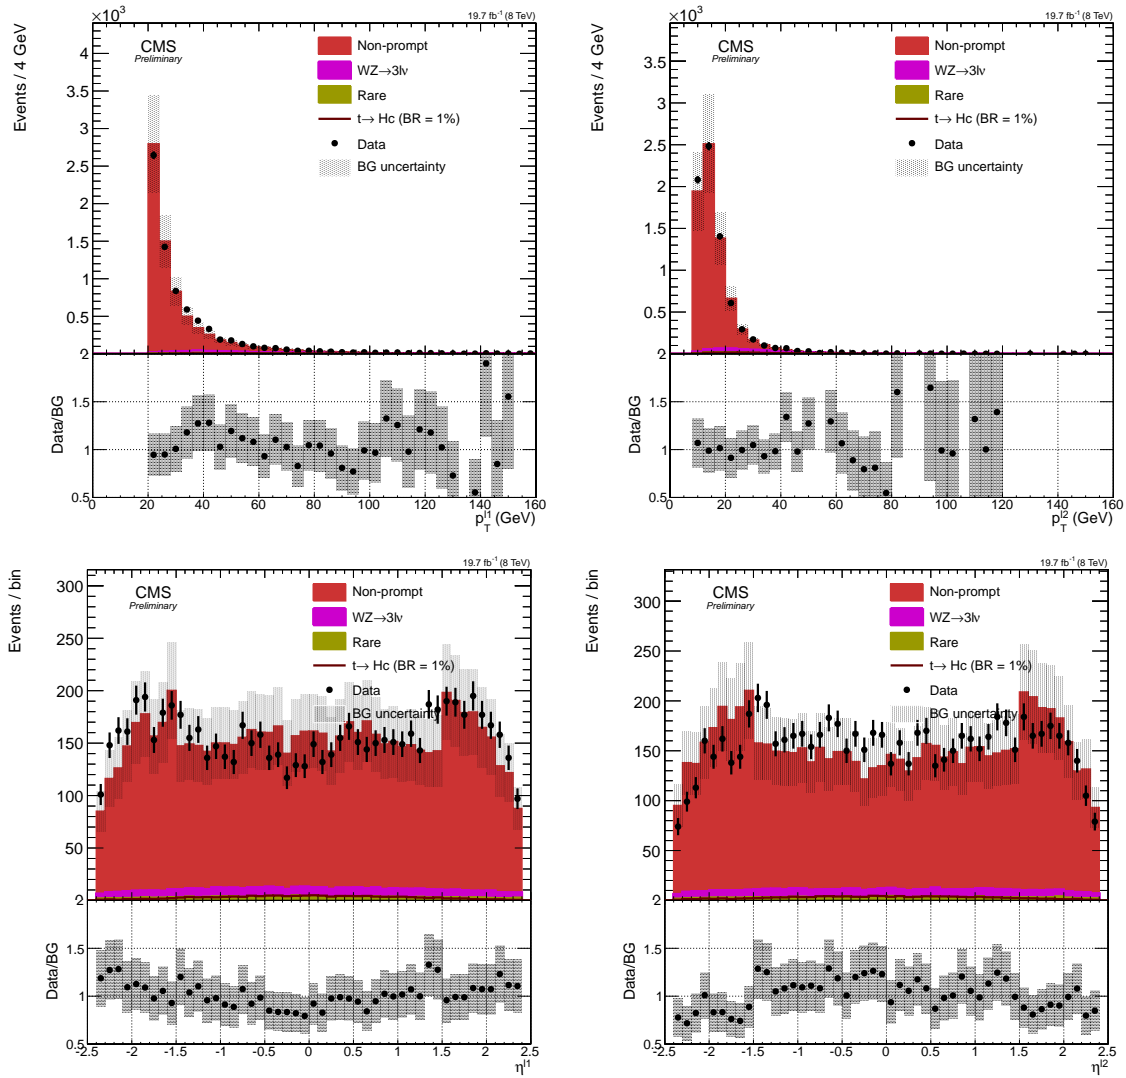 ×10³
19.7 fb⁻¹ (8 TeV)
Events / 4 GeV
CMS
Preliminary
Non-prompt
WZ→3lν
Rare
t→ Hc (BR = 1%)
Data
BG uncertainty
4
3.5
3
2.5
2
1.5
1
0.5
2
1.5
1
0.5
Data/BG
0 20 40 60 80 100 120 140 160
p_T^l1 (GeV)
×10³
19.7 fb⁻¹ (8 TeV)
Events / 4 GeV
CMS
Preliminary
Non-prompt
WZ→3lν
Rare
t→ Hc (BR = 1%)
Data
BG uncertainty
3.5
3
2.5
2
1.5
1
0.5
2
1.5
1
0.5
Data/BG
0 20 40 60 80 100 120 140 160
p_T^l2 (GeV)
19.7 fb⁻¹ (8 TeV)
Events / bin
CMS
Preliminary
Non-prompt
WZ→3lν
Rare
t→ Hc (BR = 1%)
Data
BG uncertainty
300
250
200
150
100
50
2
1.5
1
0.5
Data/BG
-2.5 -2 -1.5 -1 -0.5 0 0.5 1 1.5 2 2.5
η^l1
19.7 fb⁻¹ (8 TeV)
Events / bin
CMS
Preliminary
Non-prompt
WZ→3lν
Rare
t→ Hc (BR = 1%)
Data
BG uncertainty
300
250
200
150
100
50
2
1.5
1
0.5
Data/BG
-2.5 -2 -1.5 -1 -0.5 0 0.5 1 1.5 2 2.5
η^l2